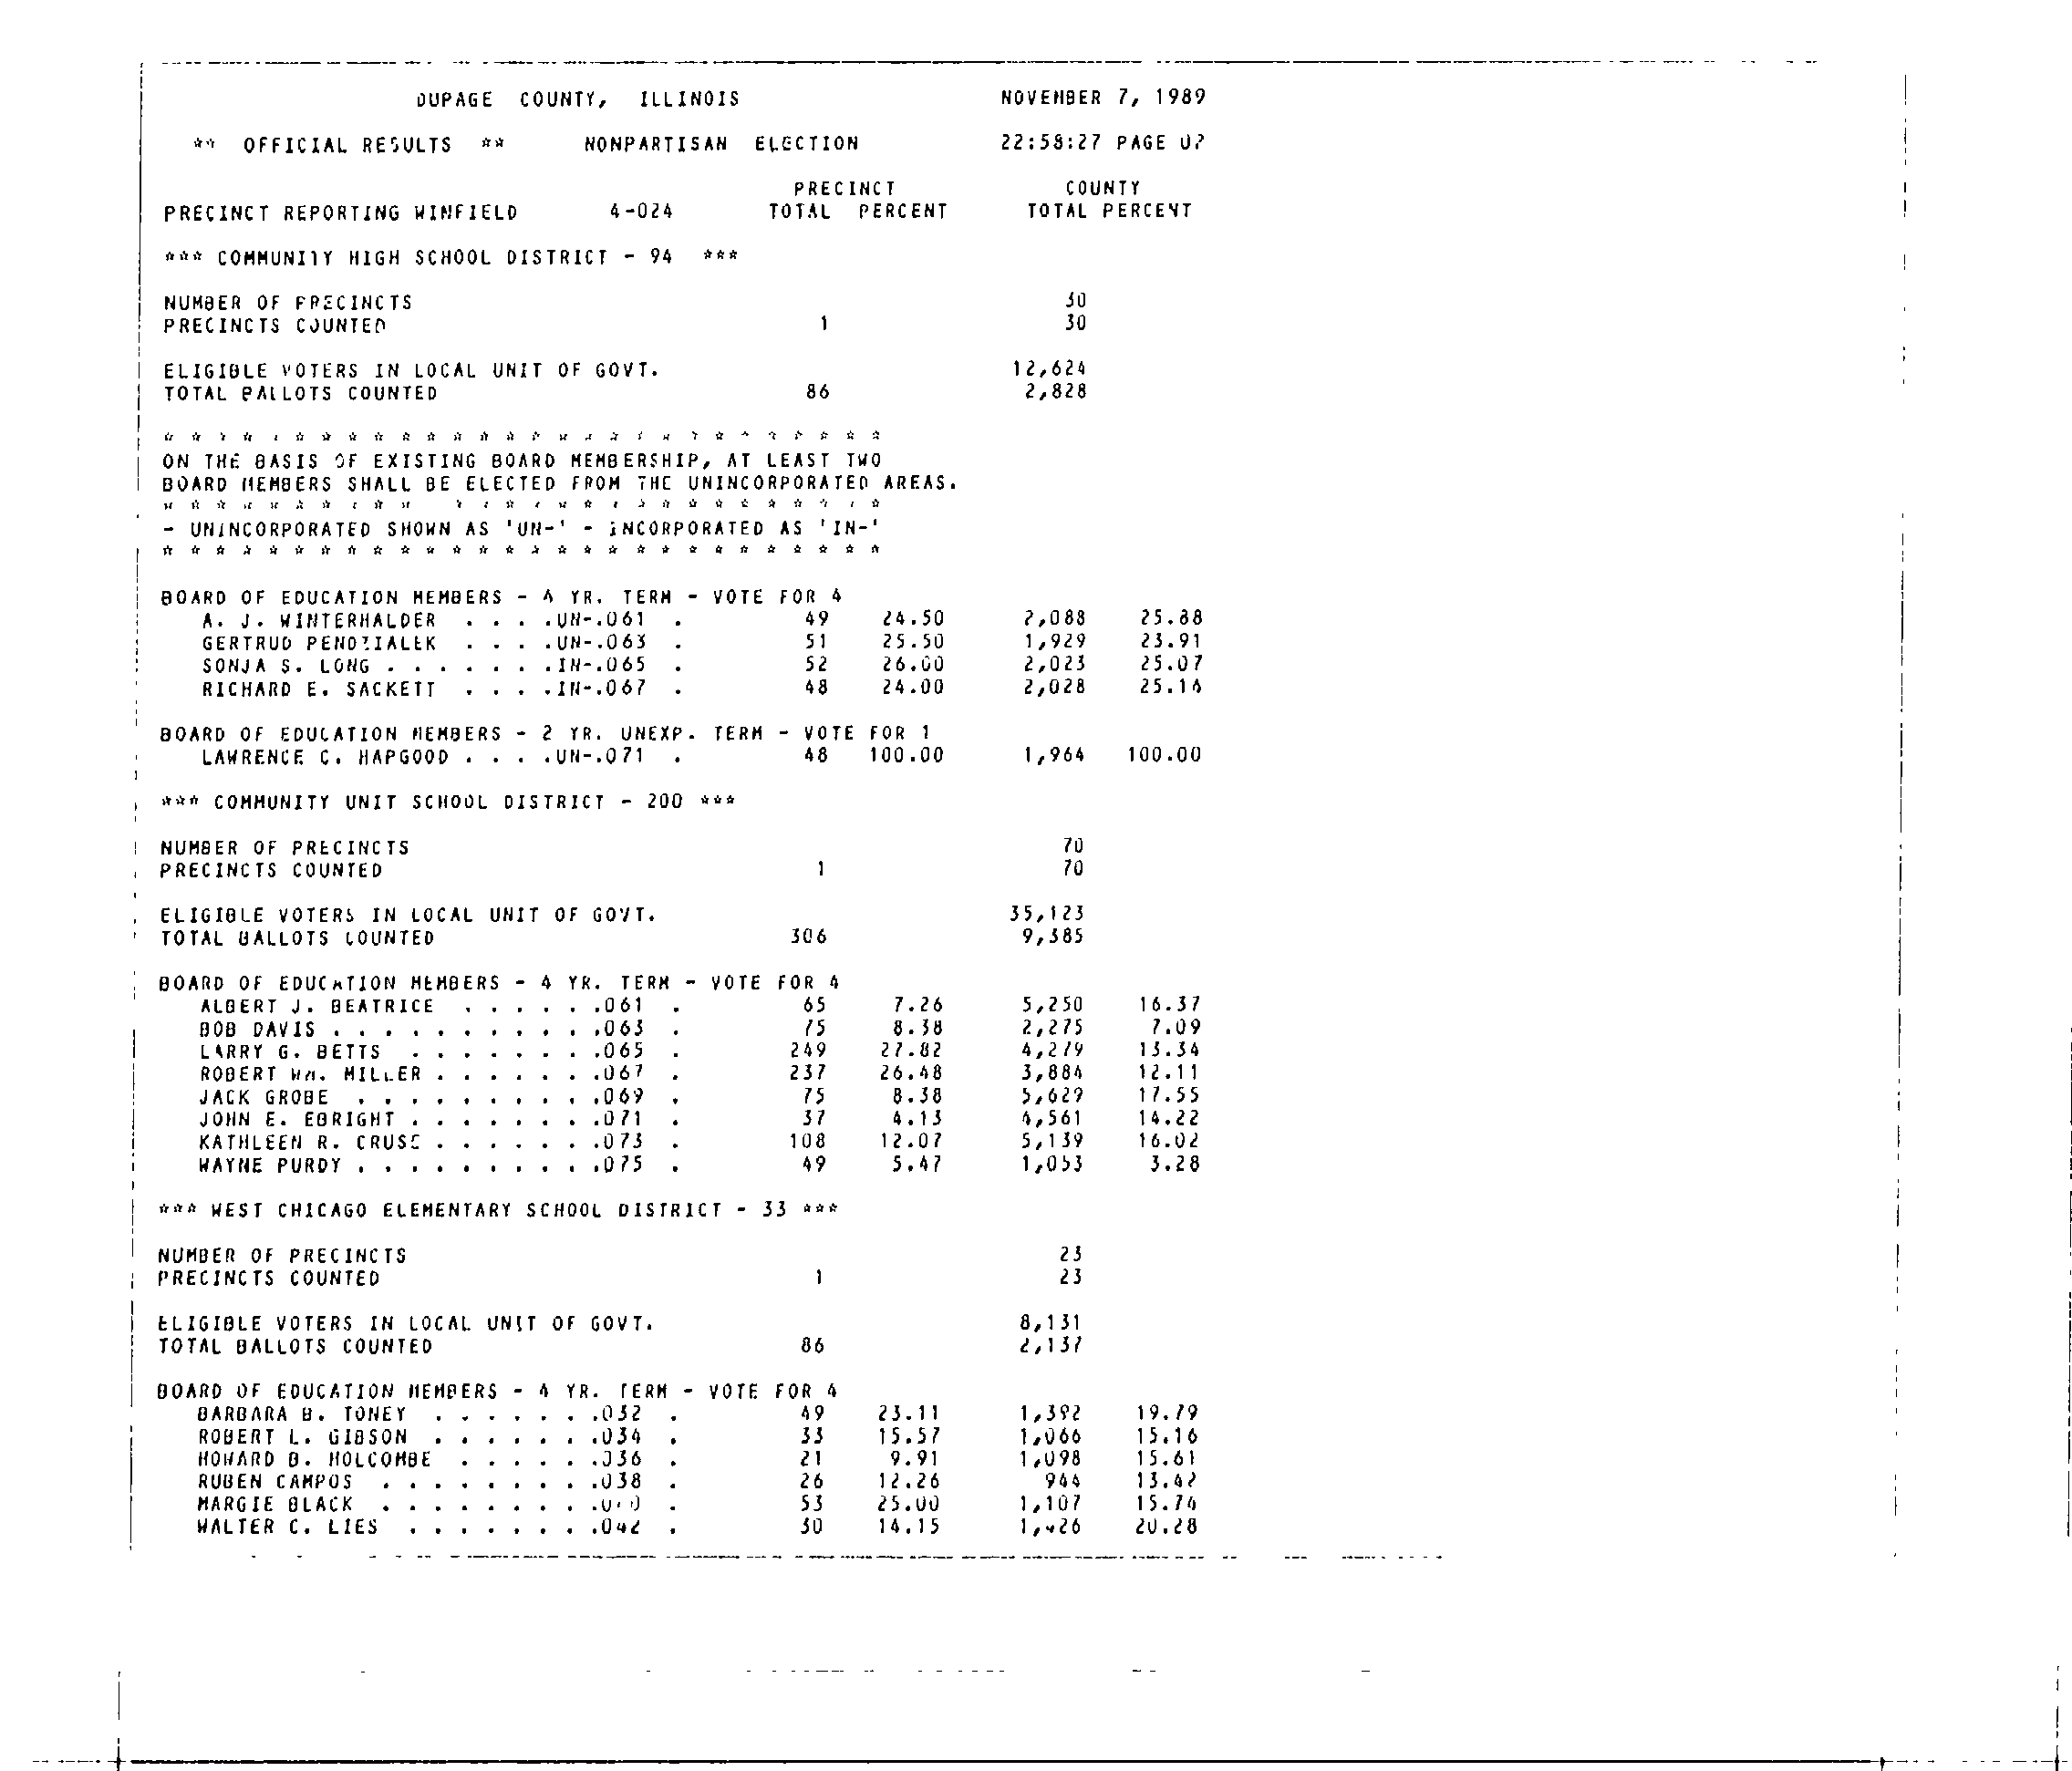 DUPAGE COUNTY, ILLINOIS NOVEMBER 7, 1989
** OFFICIAL RESULTS ** NONPARTISAN ELECTION 22:58:27 PAGE 02
PRECINCT COUNTY
PRECINCT REPORTING WINFIELD 4-024 TOTAL PERCENT TOTAL PERCENT
*** COMMUNITY HIGH SCHOOL DISTRICT - 94 ***
NUMBER OF PRECINCTS 30
PRECINCTS COUNTED 1 30
ELIGIBLE VOTERS IN LOCAL UNIT OF GOVT. 12,624
TOTAL BALLOTS COUNTED 86 2,828
* * * * * * * * * * * * * * * * * * * * * * * * * * * *
ON THE BASIS OF EXISTING BOARD MEMBERSHIP, AT LEAST TWO
BOARD MEMBERS SHALL BE ELECTED FROM THE UNINCORPORATED AREAS.
* * * * * * * * * * * * * * * * * * * * * * * * * * * *
- UNINCORPORATED SHOWN AS 'UN-' - INCORPORATED AS 'IN-'
* * * * * * * * * * * * * * * * * * * * * * * * * * * *
BOARD OF EDUCATION MEMBERS - 4 YR. TERM - VOTE FOR 4
A. J. WINTERHALDER . . . .UN-.061 . 49 24.50 2,088 25.88
GERTRUD PENDZIALEK . . . .UN-.063 . 51 25.50 1,929 23.91
SONJA S. LONG . . . . . . .IN-.065 . 52 26.00 2,023 25.07
RICHARD E. SACKETT . . . .IN-.067 . 48 24.00 2,028 25.14
BOARD OF EDUCATION MEMBERS - 2 YR. UNEXP. TERM - VOTE FOR 1
LAWRENCE C. HAPGOOD . . . .UN-.071 . 48 100.00 1,964 100.00
*** COMMUNITY UNIT SCHOOL DISTRICT - 200 ***
NUMBER OF PRECINCTS 70
PRECINCTS COUNTED 1 70
ELIGIBLE VOTERS IN LOCAL UNIT OF GOVT. 35,123
TOTAL BALLOTS COUNTED 306 9,385
BOARD OF EDUCATION MEMBERS - 4 YR. TERM - VOTE FOR 4
ALBERT J. BEATRICE . . . . . .061 . 65 7.26 5,250 16.37
BOB DAVIS . . . . . . . . . . .063 . 75 8.38 2,275 7.09
LARRY G. BETTS . . . . . . . .065 . 249 27.82 4,279 13.34
ROBERT WM. MILLER . . . . . . .067 . 237 26.48 3,884 12.11
JACK GROBE . . . . . . . . . .069 . 75 8.38 5,629 17.55
JOHN E. EBRIGHT . . . . . . . .071 . 37 4.13 4,561 14.22
KATHLEEN R. CRUSE . . . . . . .073 . 108 12.07 5,139 16.02
WAYNE PURDY . . . . . . . . . .075 . 49 5.47 1,053 3.28
*** WEST CHICAGO ELEMENTARY SCHOOL DISTRICT - 33 ***
NUMBER OF PRECINCTS 23
PRECINCTS COUNTED 1 23
ELIGIBLE VOTERS IN LOCAL UNIT OF GOVT. 8,131
TOTAL BALLOTS COUNTED 86 2,137
BOARD OF EDUCATION MEMBERS - 4 YR. TERM - VOTE FOR 4
BARBARA B. TONEY . . . . . . .032 . 49 23.11 1,392 19.79
ROBERT L. GIBSON . . . . . . .034 . 33 15.57 1,066 15.16
HOWARD B. HOLCOMBE . . . . . .036 . 21 9.91 1,098 15.61
RUBEN CAMPOS . . . . . . . . .038 . 26 12.26 944 13.42
MARGIE BLACK . . . . . . . . . 53 25.00 1,107 15.74
WALTER C. LIES . . . . . . . .042 . 30 14.15 1,426 20.28